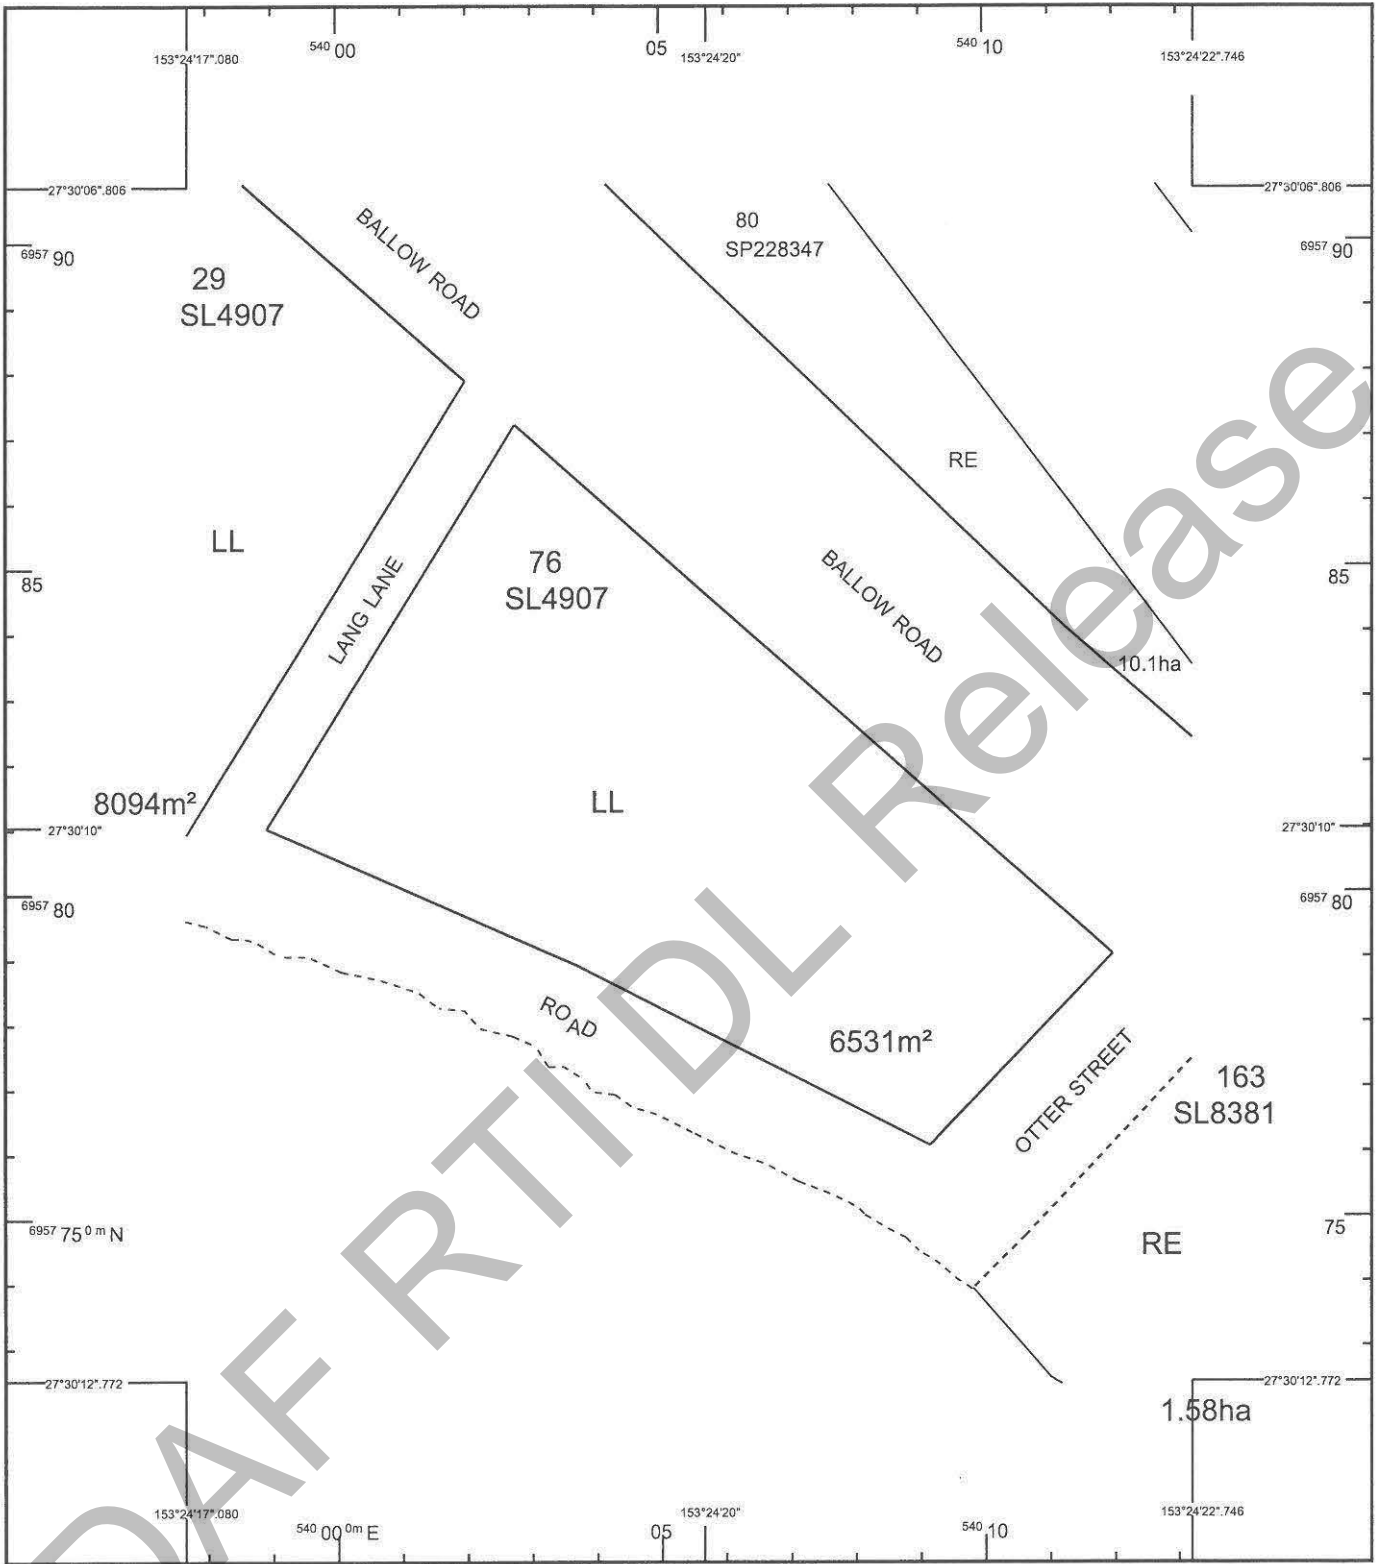 540 00
05
540 10
153°24'17".080
153°24'20"
153°24'22".746
27°30'06".806
27°30'06".806
6957 90
6957 90
BALLOW ROAD
80
SP228347
29
SL4907
RE
LL
76
SL4907
LANG LANE
BALLOW ROAD
85
85
10.1ha
8094m²
LL
27°30'10"
27°30'10"
6957 80
6957 80
ROAD
6531m²
OTTER STREET
163
SL8381
6957 75 0 m N
75
RE
27°30'12".772
27°30'12".772
1.58ha
153°24'17".080
153°24'20"
153°24'22".746
540 00 0m E
05
540 10
DAF RTI DL Release